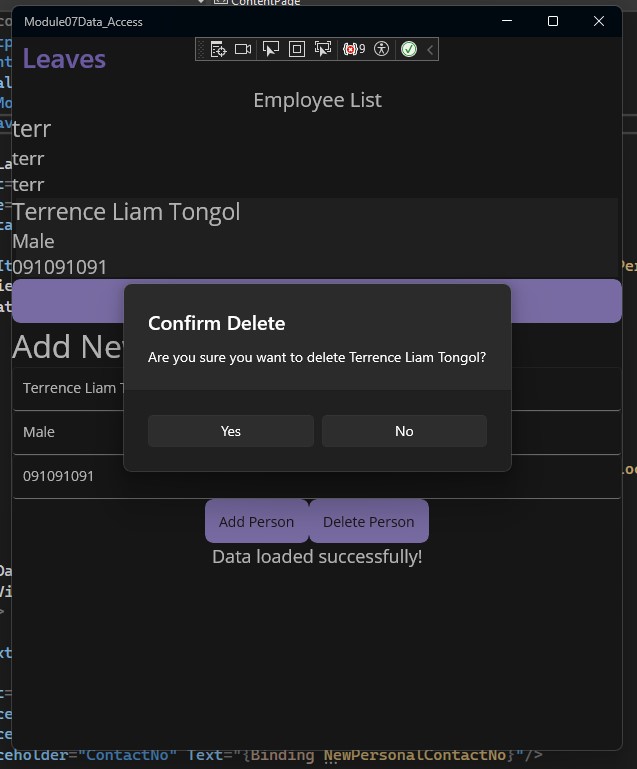 ContentPage
Module07Data_Access
Leaves
9
Employee List
terr
terr
terr
Terrence Liam Tongol
Male
091091091
Confirm Delete
Are you sure you want to delete Terrence Liam Tongol?
Yes
No
Add Ne
Terrence Liam
Male
091091091
Add Person
Delete Person
Data loaded successfully!
ceholder="ContactNo" Text="{Binding NewPersonalContactNo}"/>